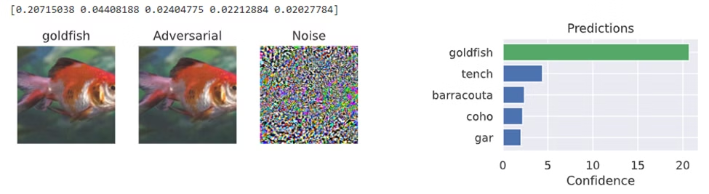 [0.20715038 0.04408188 0.02404775 0.02212884 0.02027784]
goldfish Adversarial Noise
Predictions
goldfish
tench
barracouta
coho
gar
0 5 10 15 20
Confidence